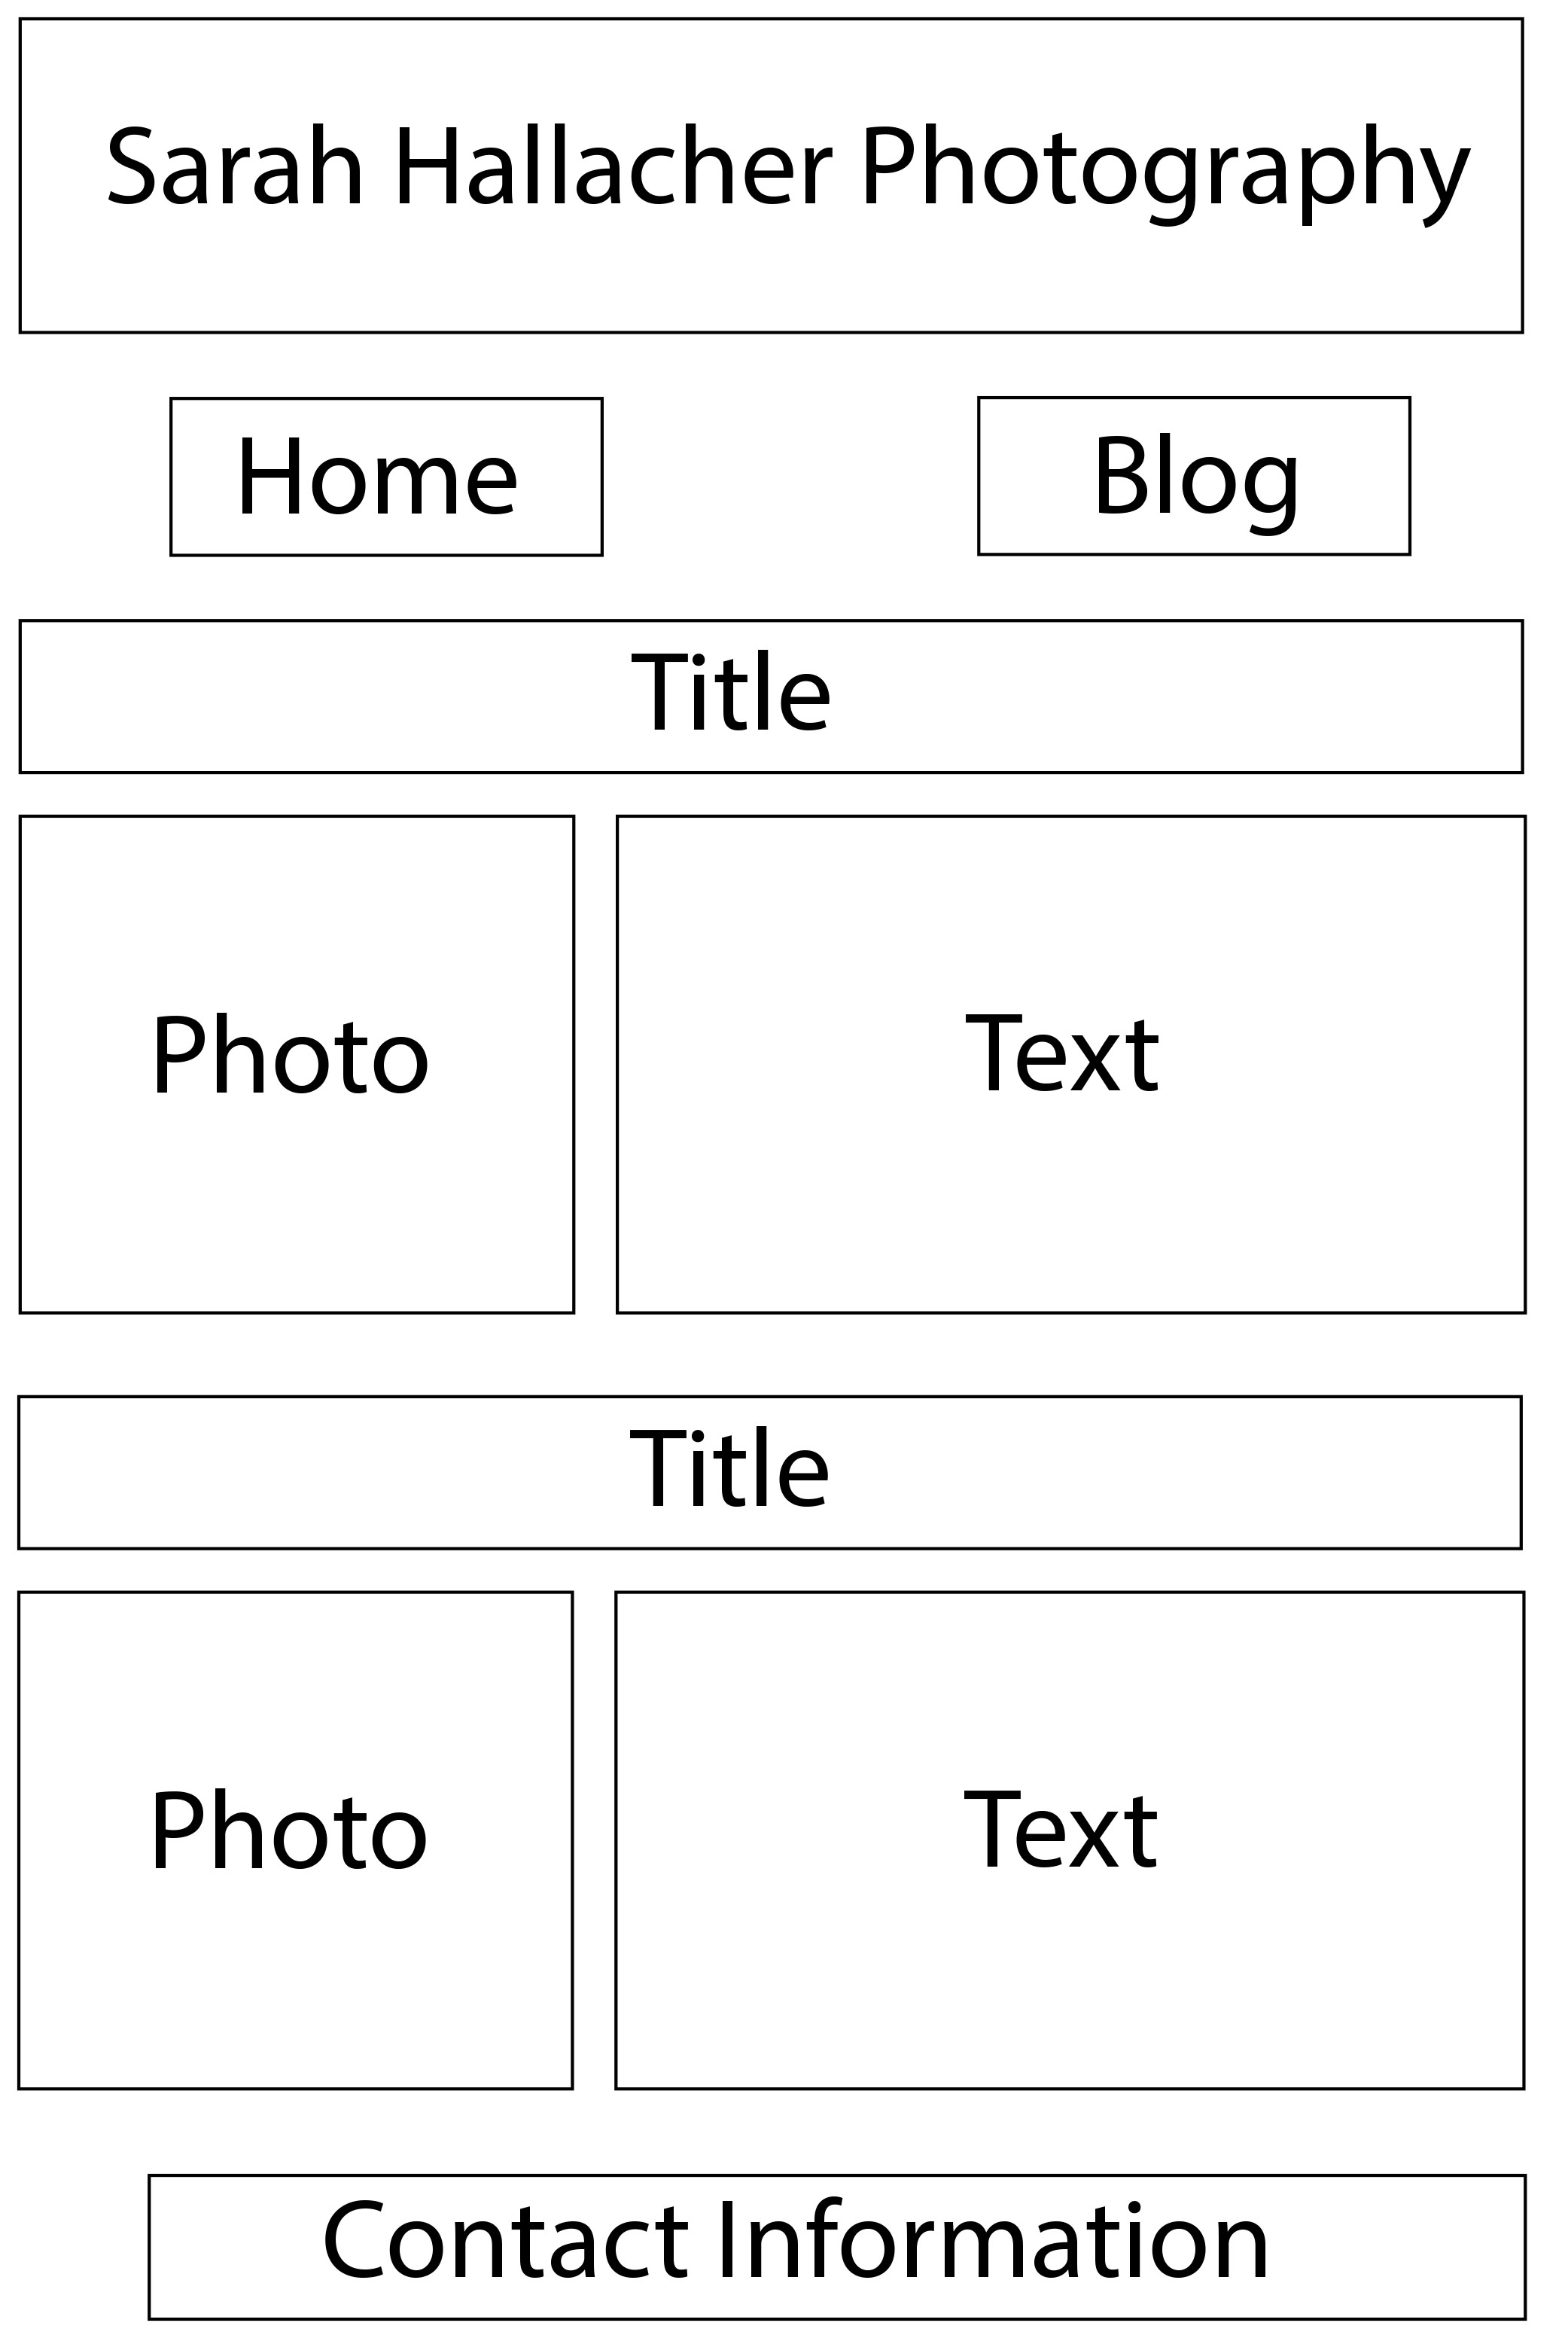 Sarah Hallacher Photography
Home
Blog
Title
Photo
Text
Title
Photo
Text
Contact Information